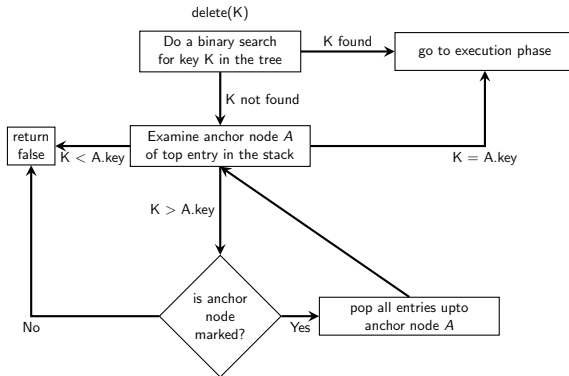 delete(K)
Do a binary search
for key K in the tree
K found
go to execution phase
K not found
return
false
K < A.key
Examine anchor node A
of top entry in the stack
K = A.key
K > A.key
is anchor
node
marked?
No
Yes
pop all entries upto
anchor node A